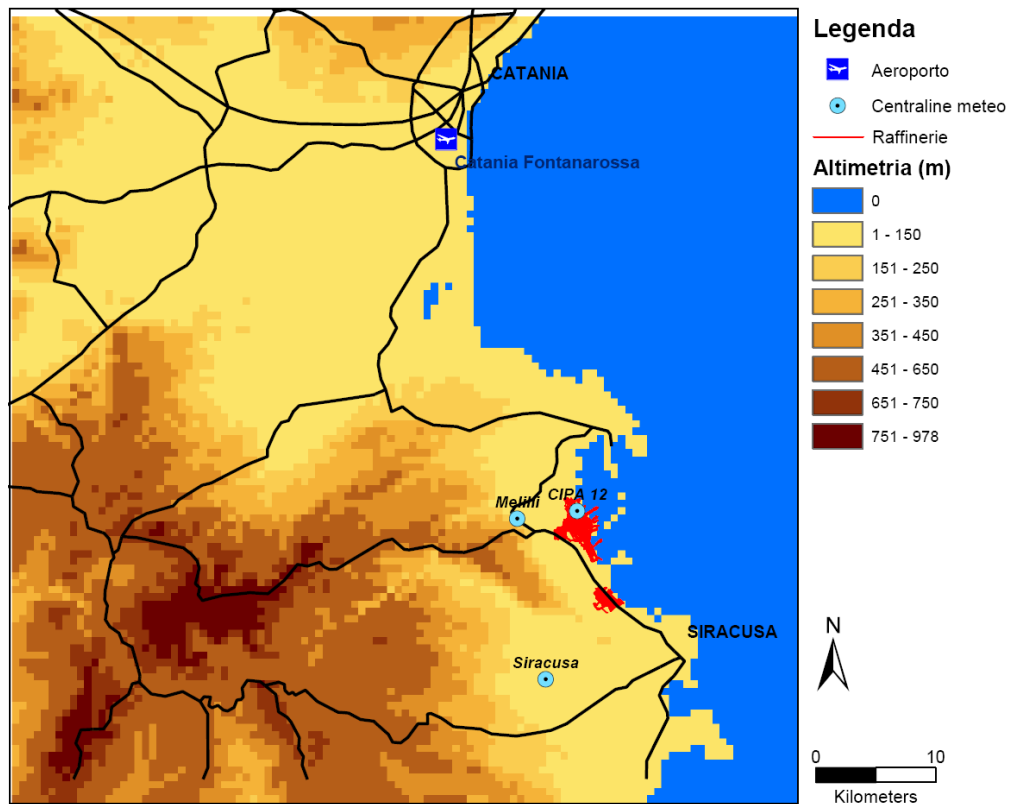 CATANIA
Catania Fontanarossa
Melilli
CIPA 12
SIRACUSA
Siracusa
Legenda
Aeroporto
Centraline meteo
Raffinerie
Altimetria (m)
0
1 - 150
151 - 250
251 - 350
351 - 450
451 - 650
651 - 750
751 - 978
N
0 10
Kilometers